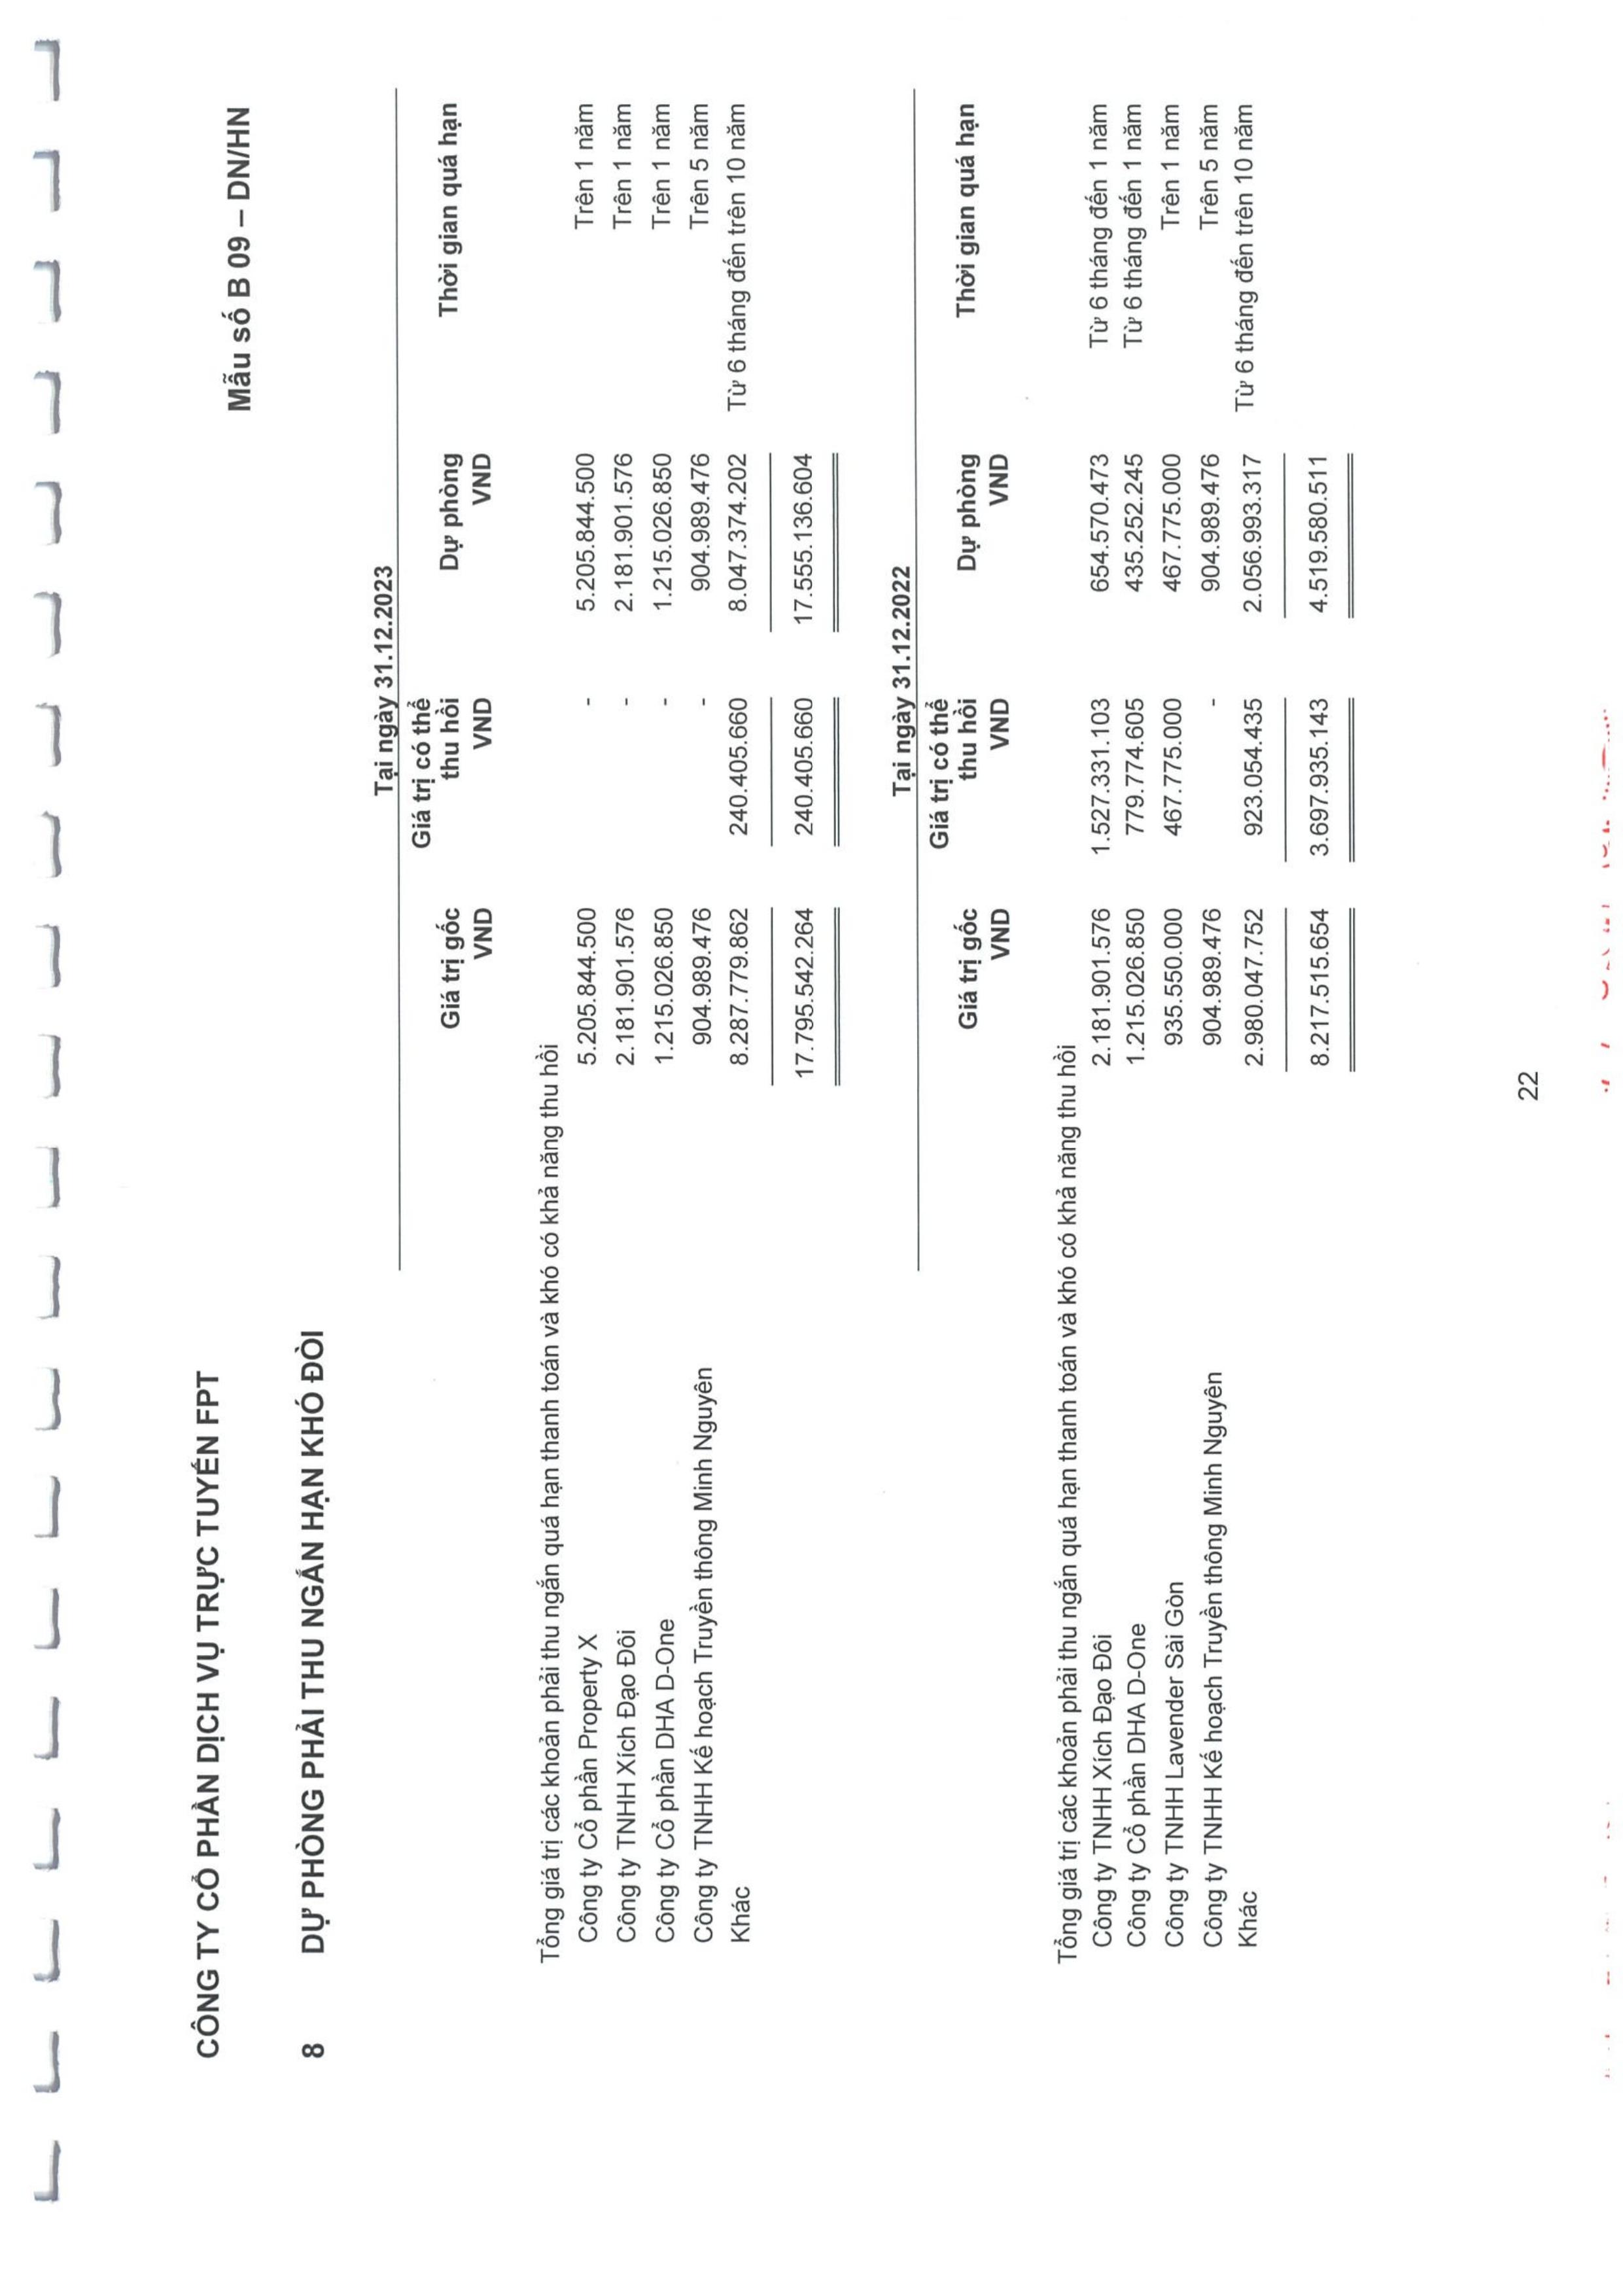 CÔNG TY CỔ PHẦN DỊCH VỤ TRỰC TUYẾN FPT
Mẫu số B 09 – DN/HN
8 DỰ PHÒNG PHẢI THU NGẮN HẠN KHÓ ĐÒI
Tại ngày 31.12.2023
Giá trị gốc Giá trị có thể thu hồi Dự phòng Thời gian quá hạn
VND VND VND
Tổng giá trị các khoản phải thu ngắn quá hạn thanh toán và khó có khả năng thu hồi
Công ty Cổ phần Property X 5.205.844.500 - 5.205.844.500 Trên 1 năm
Công ty TNHH Xích Đạo Đôi 2.181.901.576 - 2.181.901.576 Trên 1 năm
Công ty Cổ phần DHA D-One 1.215.026.850 - 1.215.026.850 Trên 1 năm
Công ty TNHH Kế hoạch Truyền thông Minh Nguyên 904.989.476 - 904.989.476 Trên 5 năm
Khác 8.287.779.862 240.405.660 8.047.374.202 Từ 6 tháng đến trên 10 năm
17.795.542.264 240.405.660 17.555.136.604
Tại ngày 31.12.2022
Giá trị gốc Giá trị có thể thu hồi Dự phòng Thời gian quá hạn
VND VND VND
Tổng giá trị các khoản phải thu ngắn quá hạn thanh toán và khó có khả năng thu hồi
Công ty TNHH Xích Đạo Đôi 2.181.901.576 1.527.331.103 654.570.473 Từ 6 tháng đến 1 năm
Công ty Cổ phần DHA D-One 1.215.026.850 779.774.605 435.252.245 Từ 6 tháng đến 1 năm
Công ty TNHH Lavender Sài Gòn 935.550.000 467.775.000 467.775.000 Trên 1 năm
Công ty TNHH Kế hoạch Truyền thông Minh Nguyên 904.989.476 - 904.989.476 Trên 5 năm
Khác 2.980.047.752 923.054.435 2.056.993.317 Từ 6 tháng đến trên 10 năm
8.217.515.654 3.697.935.143 4.519.580.511
22